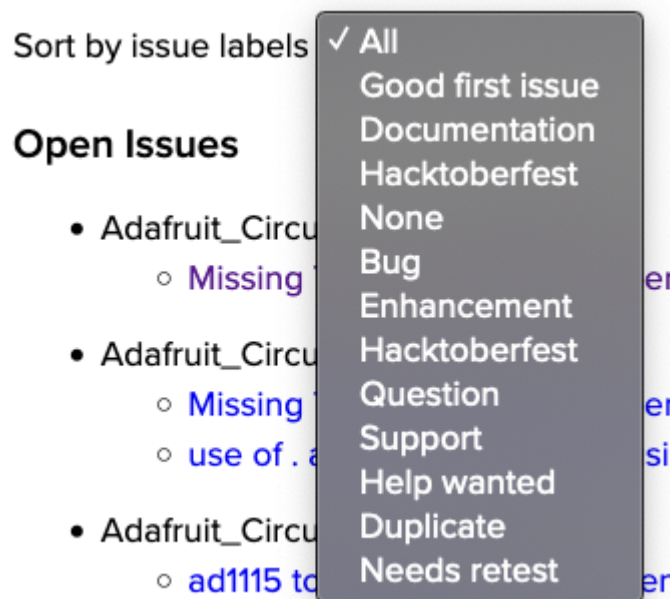 Sort by issue labels
✓ All
Good first issue
Documentation
Hacktoberfest
None
Bug
Enhancement
Hacktoberfest
Question
Support
Help wanted
Duplicate
Needs retest
Open Issues
• Adafruit_Circu
◦ Missing
• Adafruit_Circu
◦ Missing
◦ use of .
• Adafruit_Circu
◦ ad1115